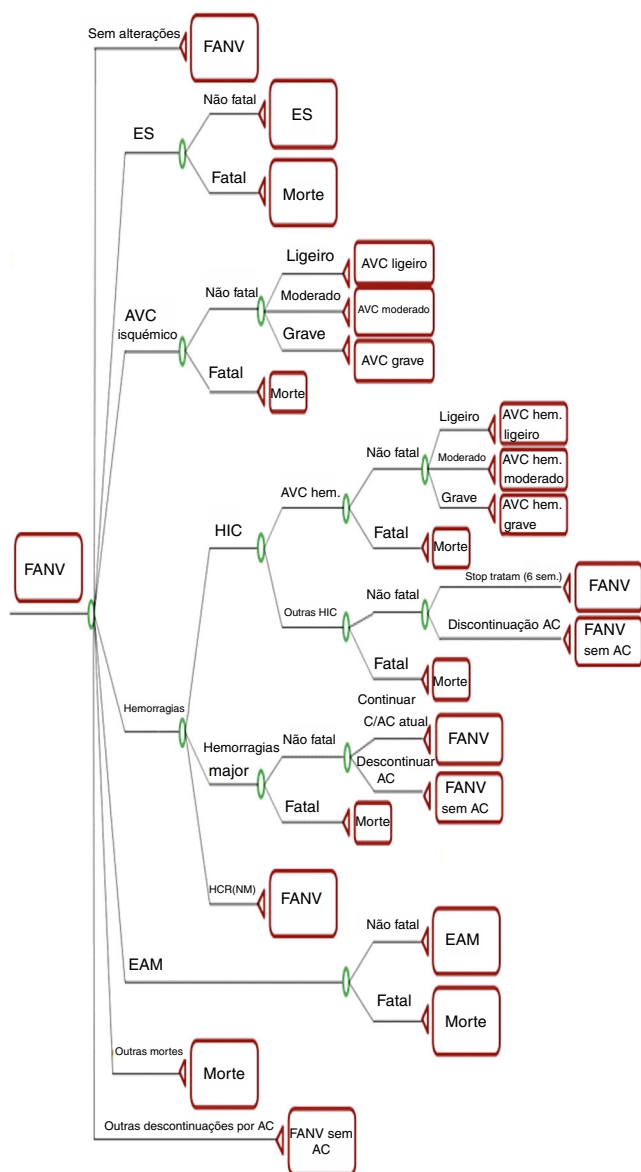 Sem alterações
FANV
Não fatal
ES
ES
Fatal
Morte
Ligeiro
AVC ligeiro
Não fatal
Moderado
AVC moderado
AVC
isquémico
Grave
AVC grave
Fatal
Morte
Ligeiro
AVC hem.
ligeiro
Não fatal
Moderado
AVC hem.
moderado
AVC hem.
Grave
AVC hem.
grave
HIC
Fatal
Morte
FANV
Stop tratam (6 sem.)
FANV
Não fatal
Outras HIC
Discontinuação AC
FANV
sem AC
Fatal
Morte
Hemorragias
Continuar
C/AC atual
FANV
Hemorragias
major
Não fatal
Descontinuar
AC
FANV
sem AC
Fatal
Morte
HCR(NM)
FANV
Não fatal
EAM
EAM
Fatal
Morte
Outras mortes
Morte
Outras descontinuações por AC
FANV sem
AC